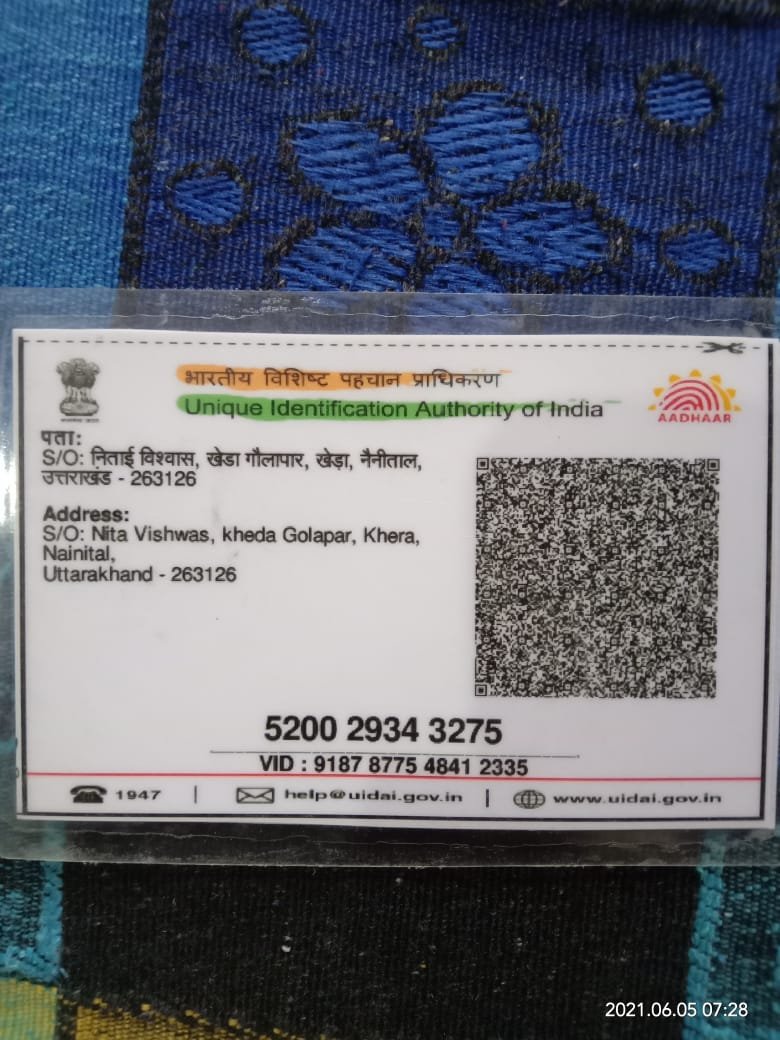 भारतीय विशिष्ट पहचान प्राधिकरण
Unique Identification Authority of India
AADHAAR
पता:
S/O: निताई विश्वास, खेडा गौलापार, खेड़ा, नैनीताल,
उत्तराखंड - 263126
Address:
S/O: Nita Vishwas, kheda Golapar, Khera,
Nainital,
Uttarakhand - 263126
5200 2934 3275
VID : 9187 8775 4841 2335
1947 | help@uidai.gov.in | www.uidai.gov.in
2021.06.05 07:28